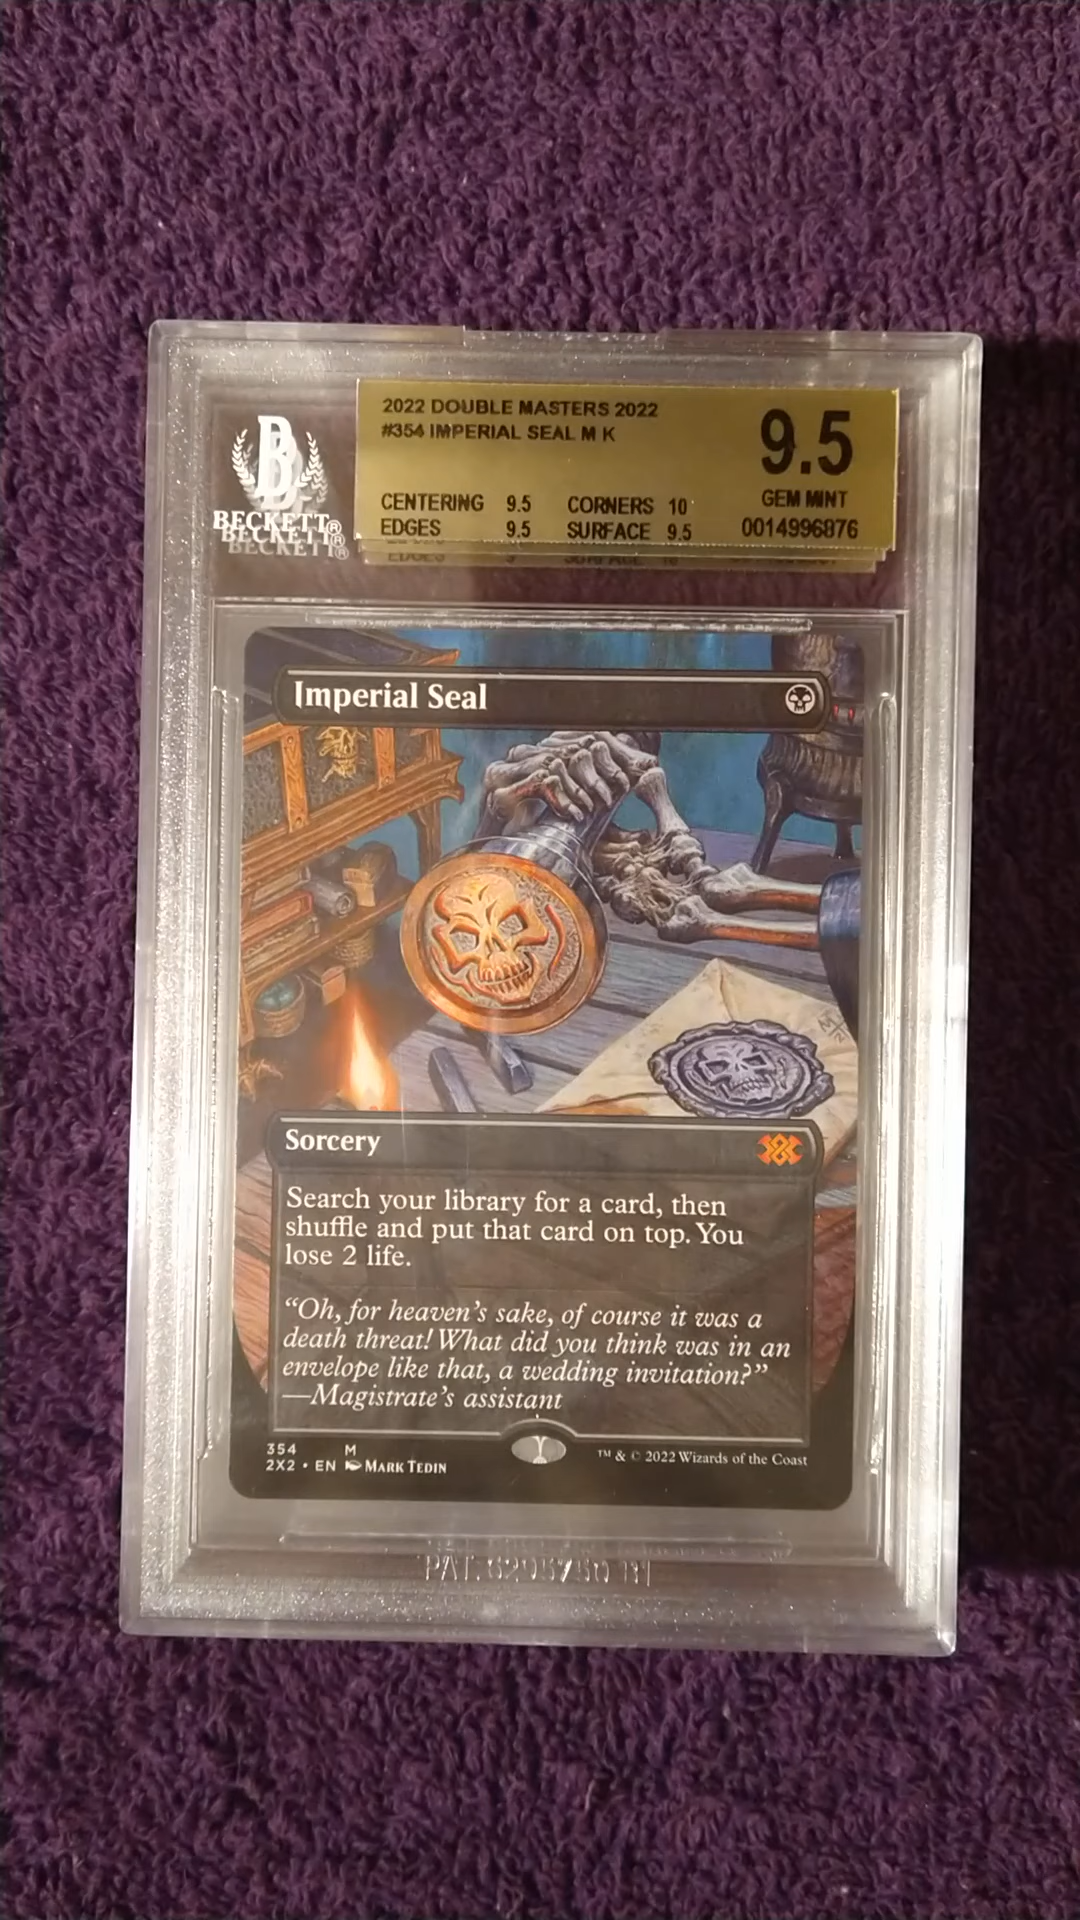 2022 DOUBLE MASTERS 2022
#354 IMPERIAL SEAL M K
9.5
GEM MINT
CENTERING 9.5 CORNERS 10
EDGES 9.5 SURFACE 9.5
0014996876
B
BECKETT®
Imperial Seal
Sorcery
Search your library for a card, then
shuffle and put that card on top. You
lose 2 life.
“Oh, for heaven’s sake, of course it was a
death threat! What did you think was in an
envelope like that, a wedding invitation?”
—Magistrate’s assistant
354 M
2X2 • EN MARK TEDIN
™ & © 2022 Wizards of the Coast
PAT.